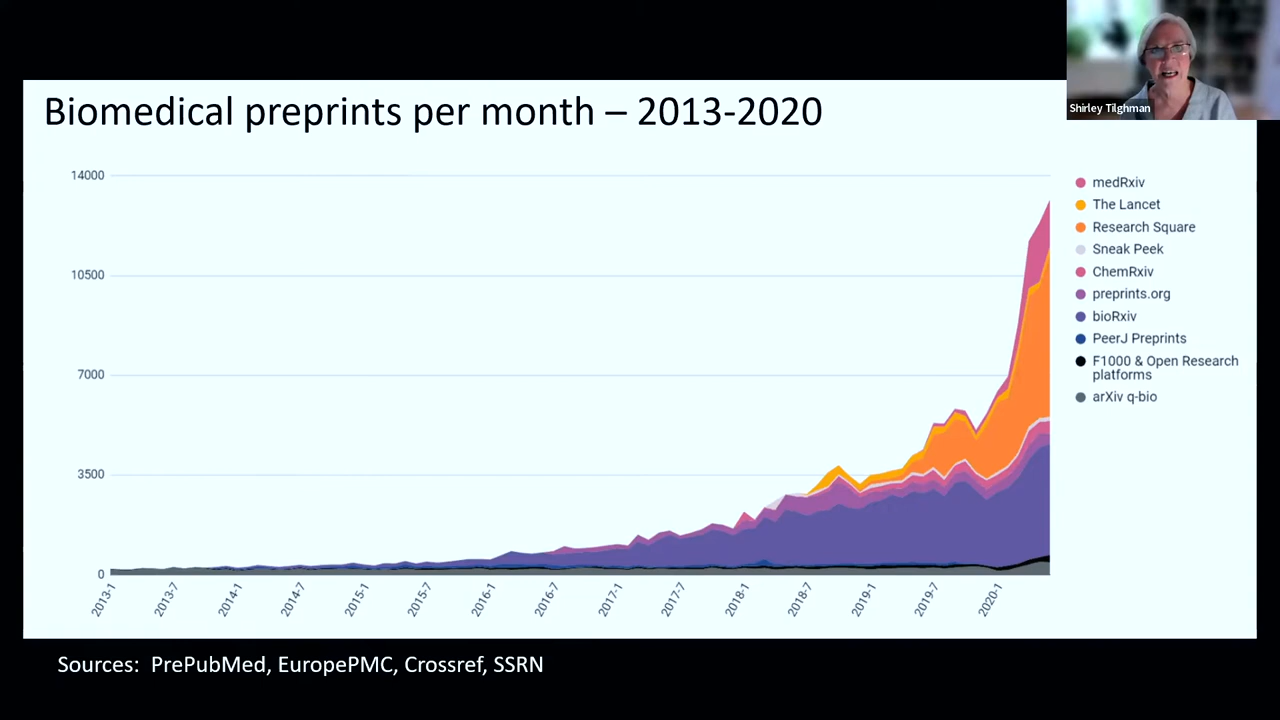 Shirley Tilghman
Biomedical preprints per month – 2013-2020
14000
10500
7000
3500
0
2013-1
2013-7
2014-1
2014-7
2015-1
2015-7
2016-1
2016-7
2017-1
2017-7
2018-1
2018-7
2019-1
2019-7
2020-1
medRxiv
The Lancet
Research Square
Sneak Peek
ChemRxiv
preprints.org
bioRxiv
PeerJ Preprints
F1000 & Open Research
platforms
arXiv q-bio
Sources: PrePubMed, EuropePMC, Crossref, SSRN